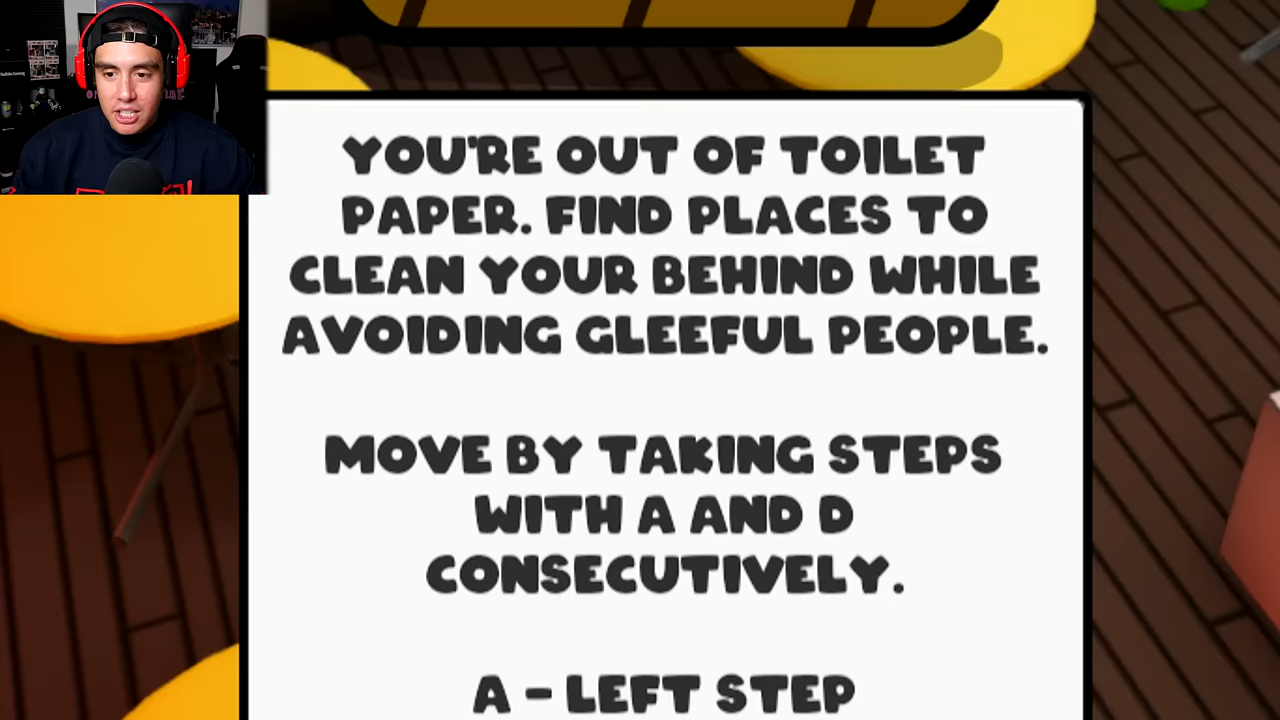 YOU'RE OUT OF TOILET
PAPER. FIND PLACES TO
CLEAN YOUR BEHIND WHILE
AVOIDING GLEEFUL PEOPLE.
MOVE BY TAKING STEPS
WITH A AND D
CONSECUTIVELY.
A - LEFT STEP